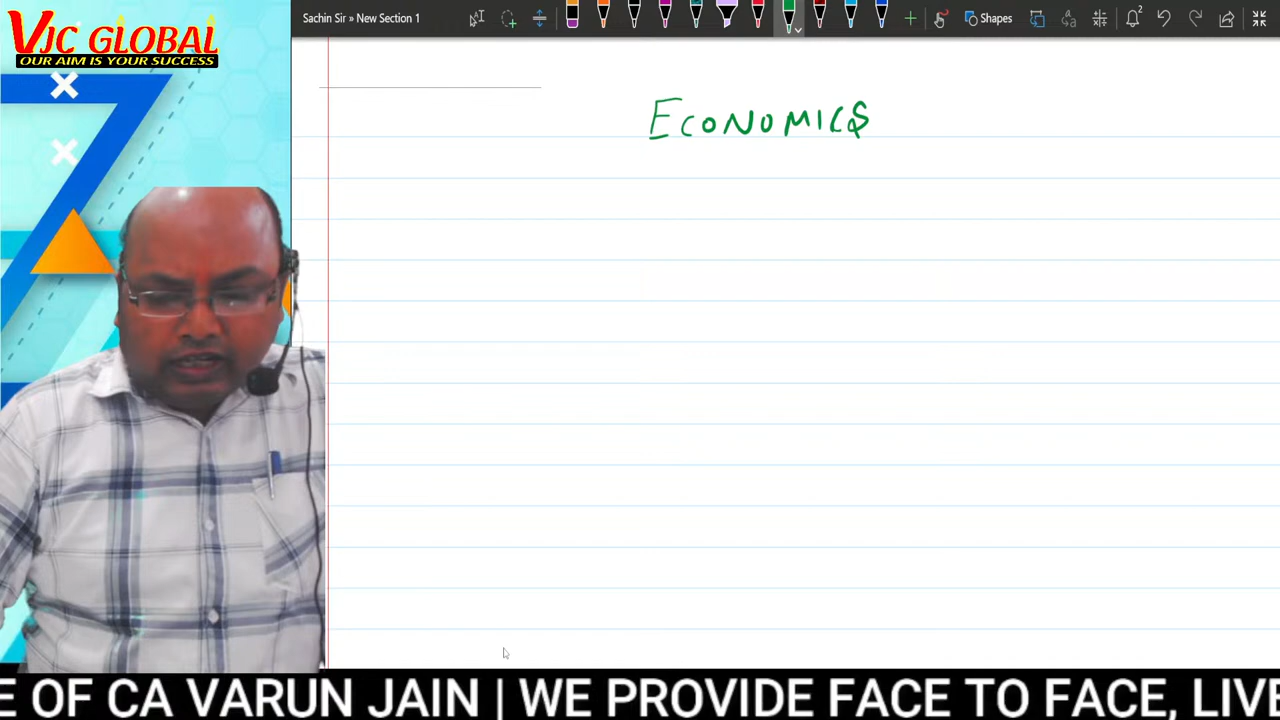 VJC GLOBAL
OUR AIM IS YOUR SUCCESS
Sachin Sir » New Section 1
Shapes
2
ECONOMICS
E OF CA VARUN JAIN | WE PROVIDE FACE TO FACE, LIVE